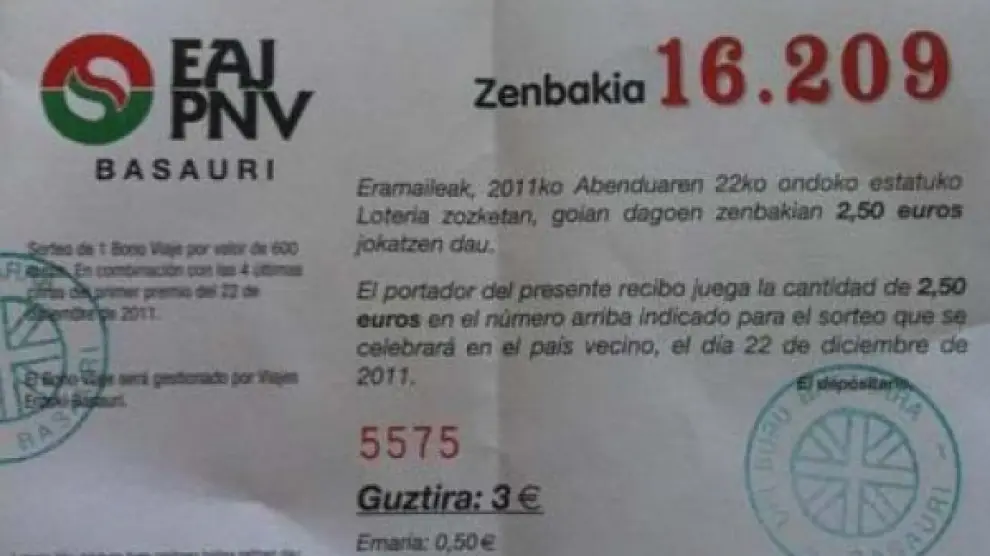 EAJ
PNV
BASAURI
Zenbakia 16.209
Eramaileak, 2011ko Abenduaren 22ko ondoko estatuko
Loteria zozketan, goian dagoen zenbakian 2,50 euros
jokatzen dau.
El portador del presente recibo juega la cantidad de 2,50
euros en el número arriba indicado para el sorteo que se
celebrará en el país vecino, el día 22 de diciembre de
2011.
Sorteo de 1 Bono Viaje por valor de 600
En combinación con las 4 últimas
del primer premio del 22 de
diciembre de 2011.
El Bono Viaje será gestionado por Viajes
Basauri.
El depositario,
5575
Guztira: 3 €
Emaria: 0,50 €
BASAURI